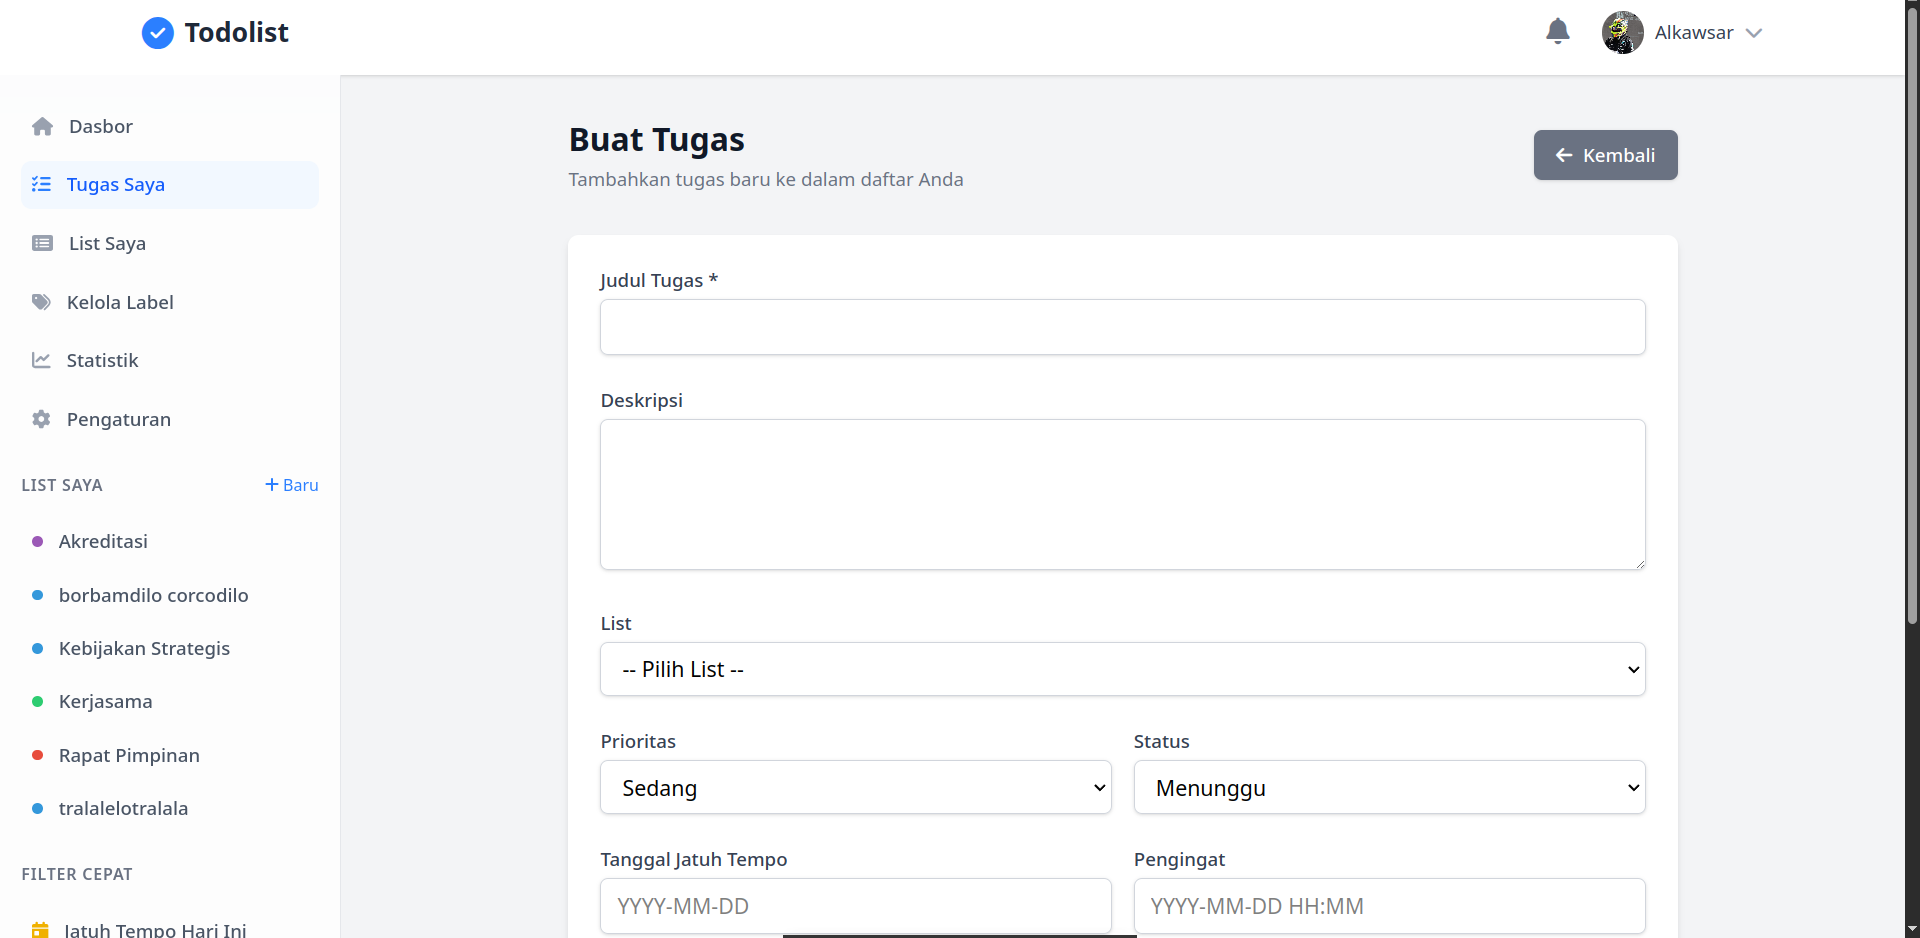 Todolist
Alkawsar
Dasbor
Tugas Saya
List Saya
Kelola Label
Statistik
Pengaturan
LIST SAYA
+ Baru
Akreditasi
borbamdilo corcodilo
Kebijakan Strategis
Kerjasama
Rapat Pimpinan
tralalelotralala
FILTER CEPAT
Jatuh Tempo Hari Ini
Buat Tugas
Tambahkan tugas baru ke dalam daftar Anda
Kembali
Judul Tugas *
Deskripsi
List
-- Pilih List --
Prioritas
Status
Sedang
Menunggu
Tanggal Jatuh Tempo
Pengingat
YYYY-MM-DD
YYYY-MM-DD HH:MM